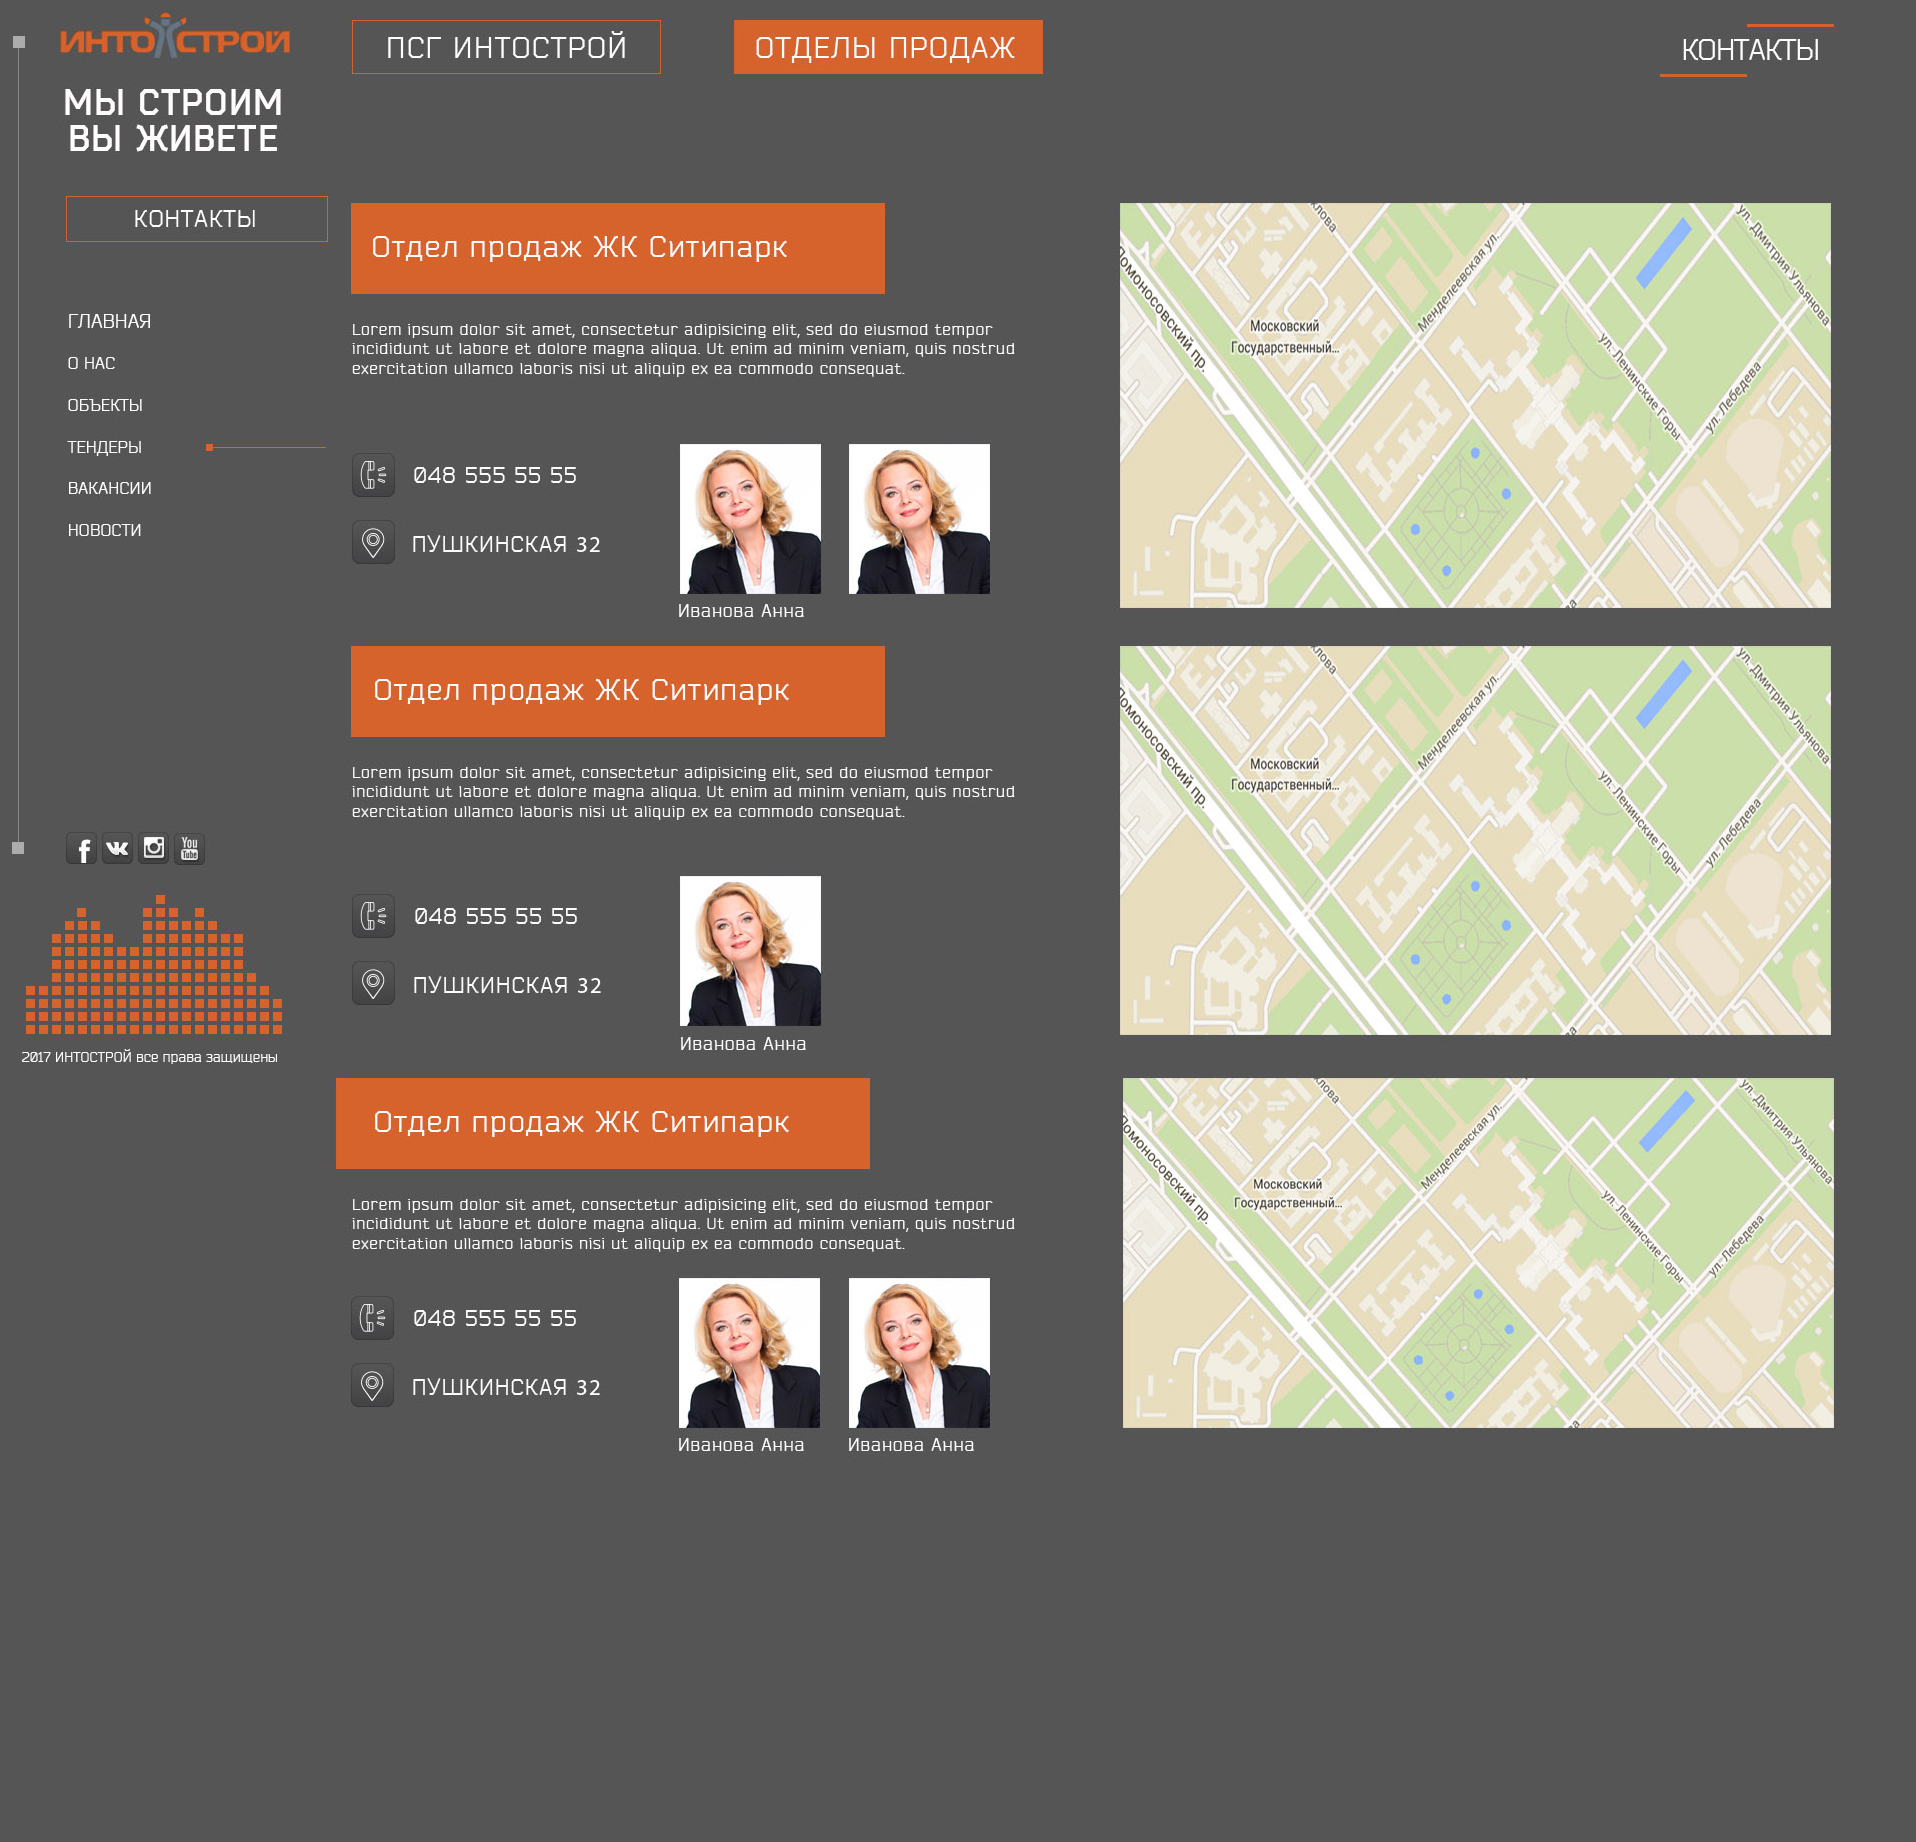 ИНТОСТРОЙ
МЫ СТРОИМ
ВЫ ЖИВЕТЕ
ПСГ ИНТОСТРОЙ
ОТДЕЛЫ ПРОДАЖ
КОНТАКТЫ
КОНТАКТЫ
ГЛАВНАЯ
О НАС
ОБЪЕКТЫ
ТЕНДЕРЫ
ВАКАНСИИ
НОВОСТИ
You
Tube
2017 ИНТОСТРОЙ все права защищены
Отдел продаж ЖК Ситипарк
Lorem ipsum dolor sit amet, consectetur adipisicing elit, sed do eiusmod tempor
incididunt ut labore et dolore magna aliqua. Ut enim ad minim veniam, quis nostrud
exercitation ullamco laboris nisi ut aliquip ex ea commodo consequat.
048 555 55 55
ПУШКИНСКАЯ 32
Иванова Анна
Ломоносовский пр.
Менделеевская ул.
ул. Дмитрия Ульянова
Московский
Государственный...
ул. Ленинские Горы
ул. Лебедева
Отдел продаж ЖК Ситипарк
Lorem ipsum dolor sit amet, consectetur adipisicing elit, sed do eiusmod tempor
incididunt ut labore et dolore magna aliqua. Ut enim ad minim veniam, quis nostrud
exercitation ullamco laboris nisi ut aliquip ex ea commodo consequat.
048 555 55 55
ПУШКИНСКАЯ 32
Иванова Анна
Ломоносовский пр.
Менделеевская ул.
ул. Дмитрия Ульянова
Московский
Государственный...
ул. Ленинские Горы
ул. Лебедева
Отдел продаж ЖК Ситипарк
Lorem ipsum dolor sit amet, consectetur adipisicing elit, sed do eiusmod tempor
incididunt ut labore et dolore magna aliqua. Ut enim ad minim veniam, quis nostrud
exercitation ullamco laboris nisi ut aliquip ex ea commodo consequat.
048 555 55 55
ПУШКИНСКАЯ 32
Иванова Анна
Иванова Анна
Ломоносовский пр.
Менделеевская ул.
ул. Дмитрия Ульянова
Московский
Государственный...
ул. Ленинские Горы
ул. Лебедева